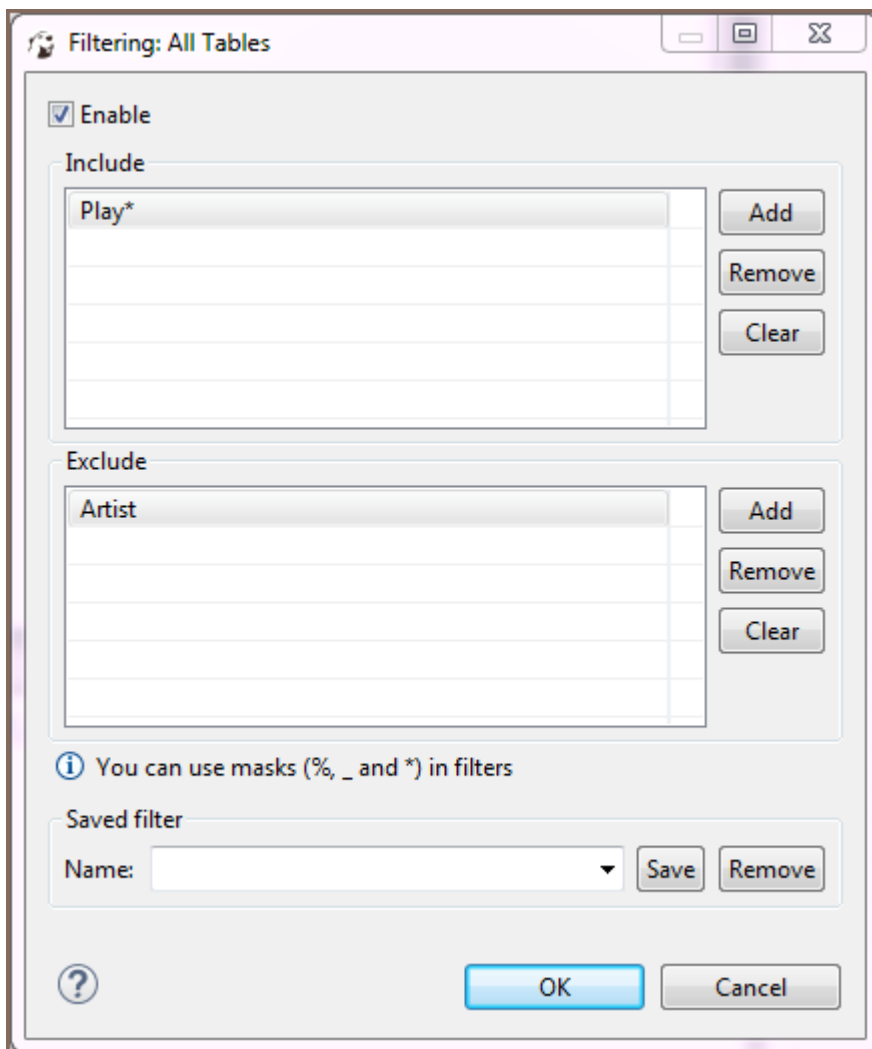 Filtering: All Tables
Enable
Include
Play*
Add
Remove
Clear
Exclude
Artist
Add
Remove
Clear
You can use masks (%, _ and *) in filters
Saved filter
Name:
Save
Remove
OK
Cancel